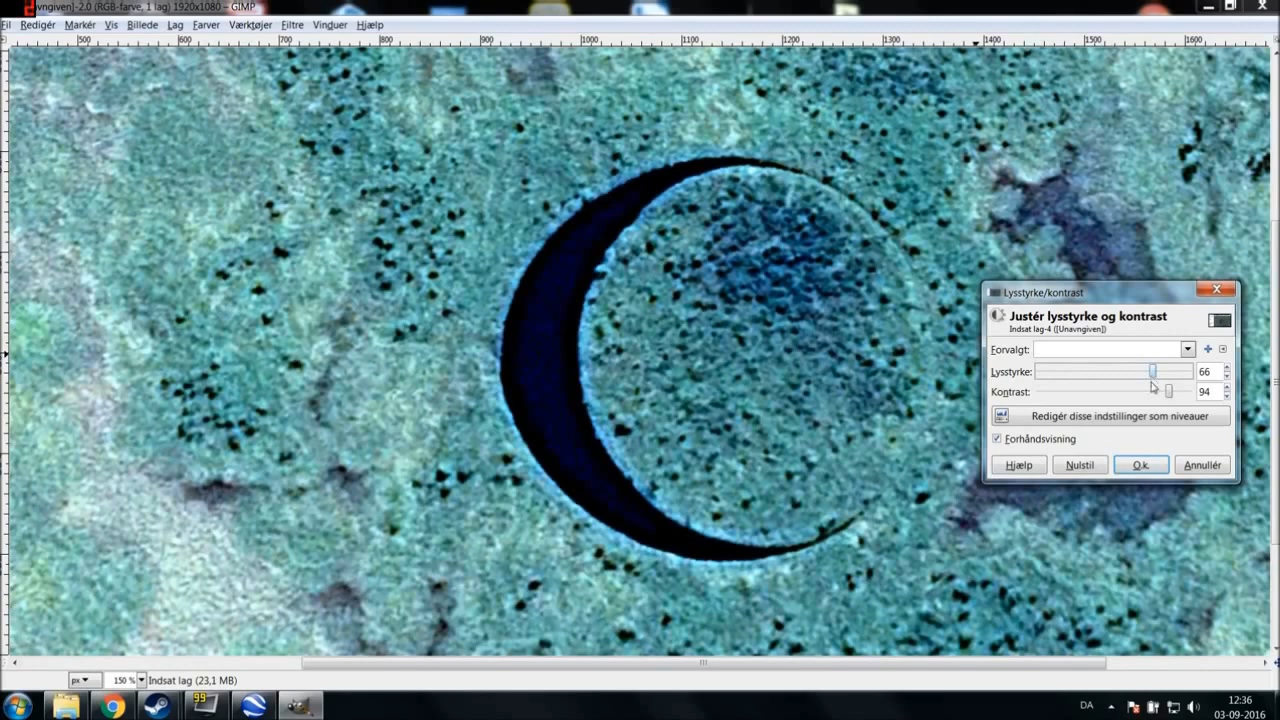 vngiven]-2.0 (RGB-farve, 1 lag) 1920x1080 – GIMP
Fil Redigér Markér Vis Billede Lag Farver Værktøjer Filtre Vinduer Hjælp
500 600 700 800 900 1000 1100 1200 1300 1400 1500 1600
Lysstyrke/kontrast
Justér lysstyrke og kontrast
Indsat lag-4 ([Unavngiven])
Forvalgt:
Lysstyrke: 66
Kontrast: 94
Redigér disse indstillinger som niveauer
Forhåndsvisning
Hjælp Nulstil O.k. Annullér
px 150 % Indsat lag (23,1 MB)
99
DA
12:36
03-09-2016